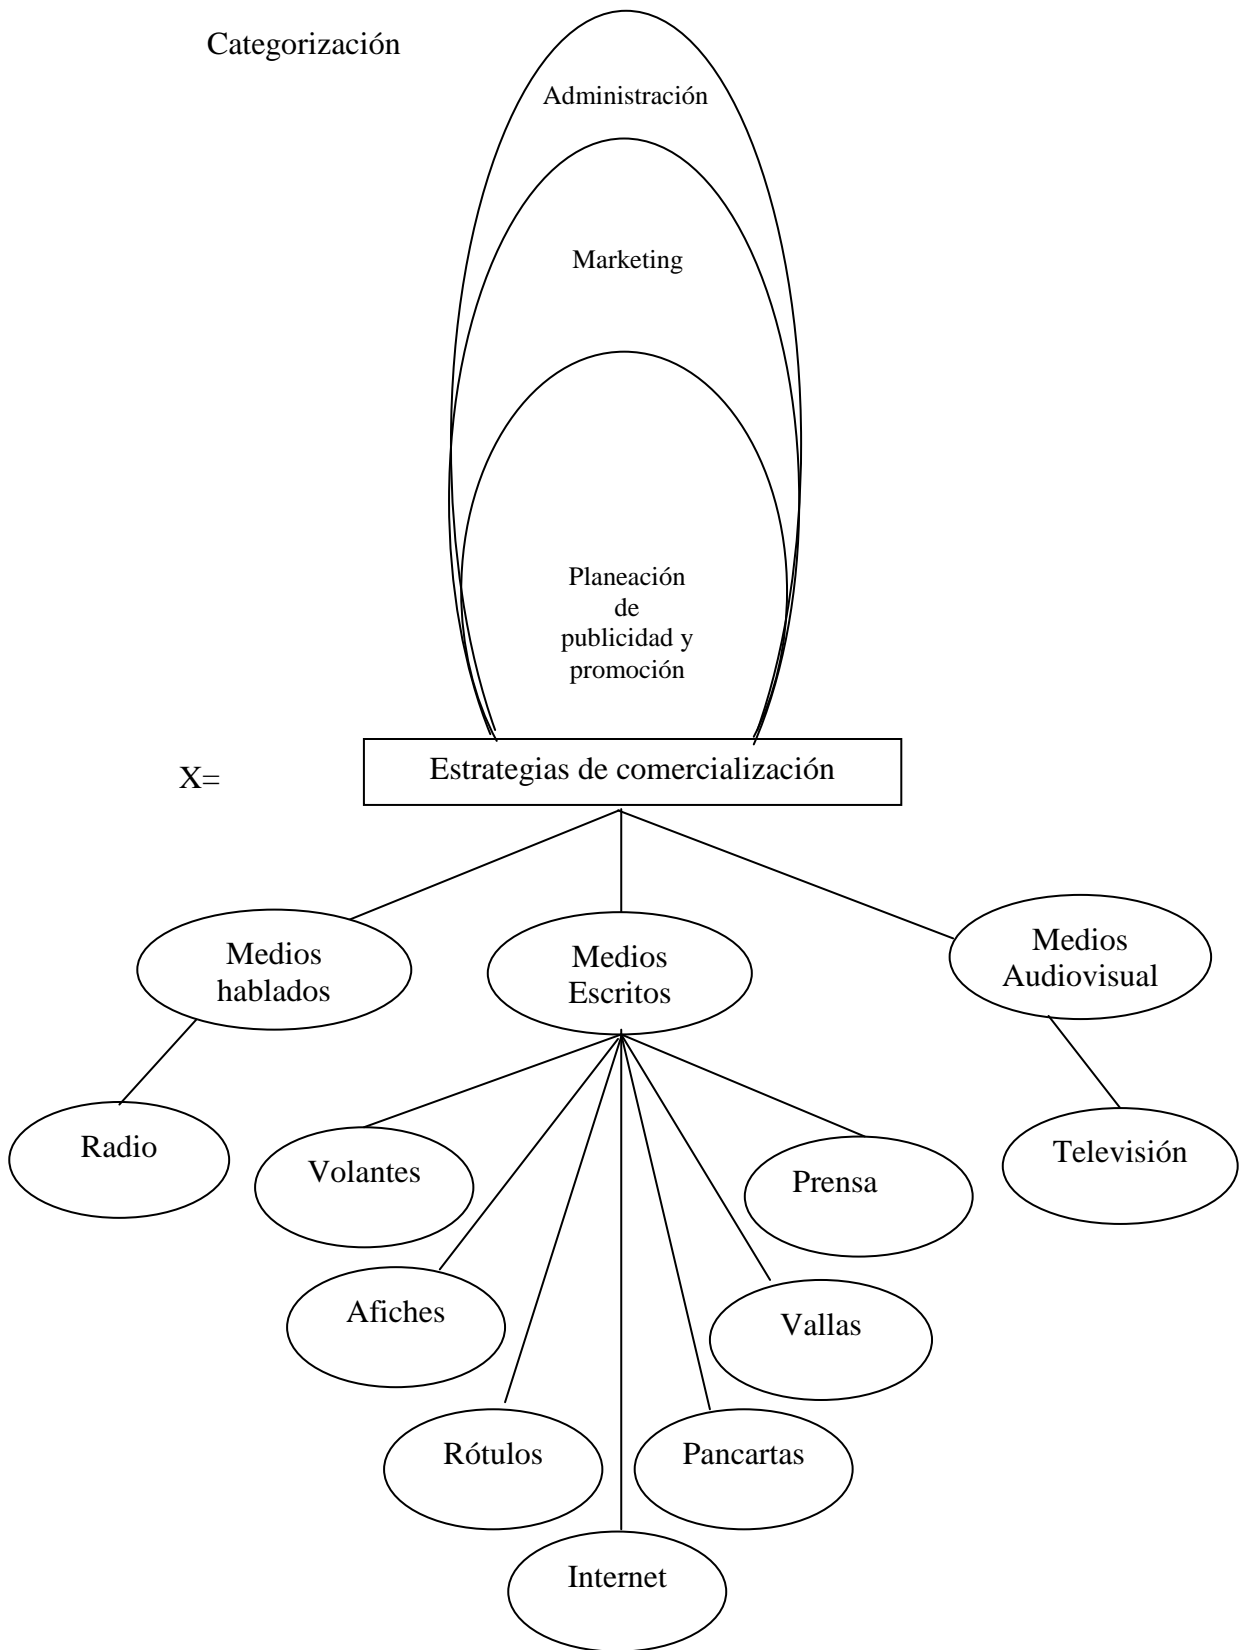 Categorización
Administración
Marketing
Planeación
de
publicidad y
promoción
X=
Estrategias de comercialización
Medios
hablados
Medios
Escritos
Medios
Audiovisual
Radio
Volantes
Prensa
Televisión
Afiches
Vallas
Rótulos
Pancartas
Internet